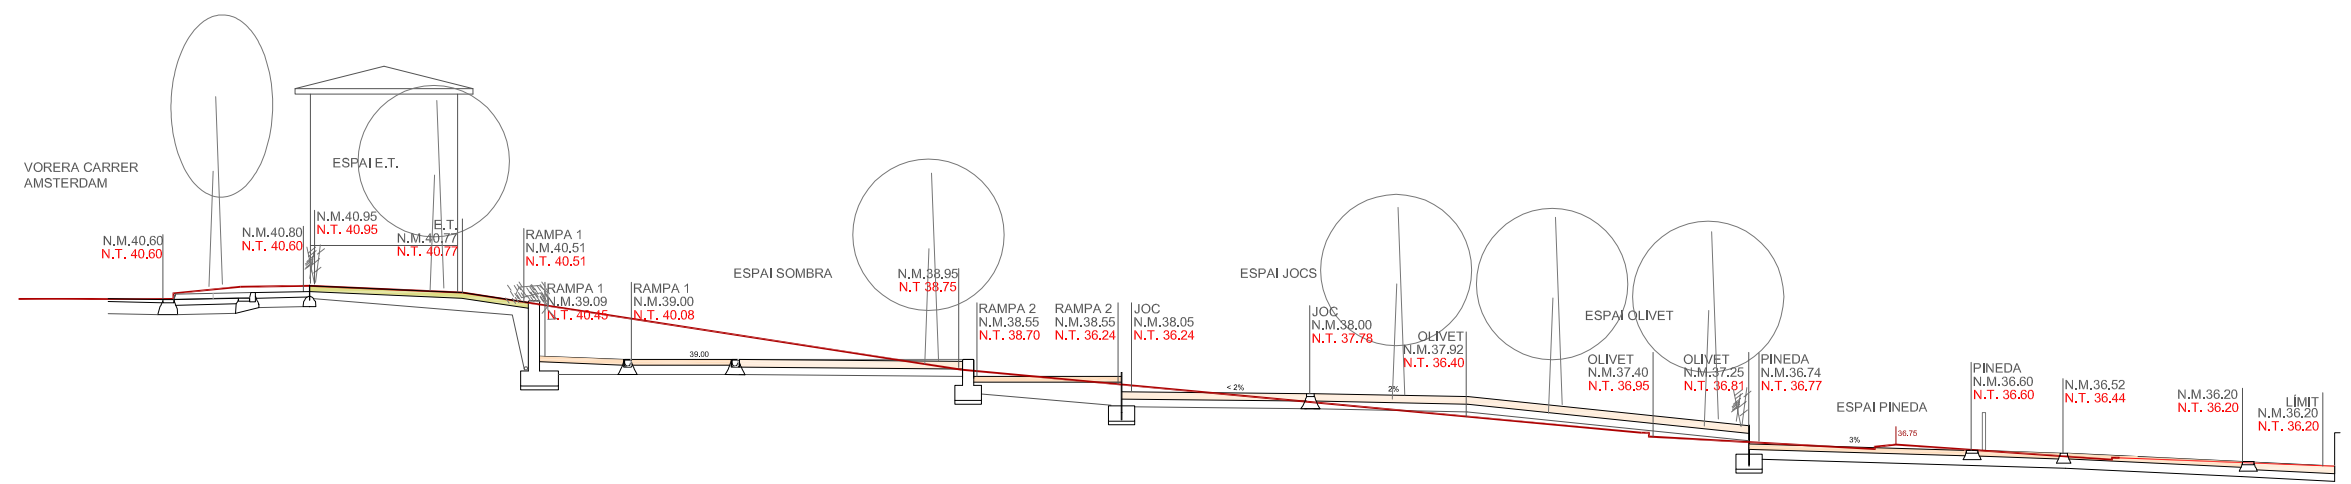 VORERA CARRER
AMSTERDAM
N.M.40.60
N.T. 40.60
N.M.40.80
N.T. 40.60
N.M.40.95
N.T. 40.95
ESPAI E.T.
E.T.
N.M.40.77
N.T. 40.77
RAMPA 1
N.M.40.51
N.T. 40.51
RAMPA 1
N.M.39.09
N.T. 40.45
RAMPA 1
N.M.39.00
N.T. 40.08
39.00
ESPAI SOMBRA
N.M.38.95
N.T 38.75
RAMPA 2
N.M.38.55
N.T. 38.70
RAMPA 2
N.M.38.55
N.T. 36.24
JOC
N.M.38.05
N.T. 36.24
ESPAI JOCS
< 2%
JOC
N.M.38.00
N.T. 37.78
2%
OLIVET
N.M.37.92
N.T. 36.40
ESPAI OLIVET
OLIVET
N.M.37.40
N.T. 36.95
OLIVET
N.M.37.25
N.T. 36.81
PINEDA
N.M.36.74
N.T. 36.77
ESPAI PINEDA
3%
36.75
PINEDA
N.M.36.60
N.T. 36.60
N.M.36.52
N.T. 36.44
N.M.36.20
N.T. 36.20
LÍMIT
N.M.36.20
N.T. 36.20